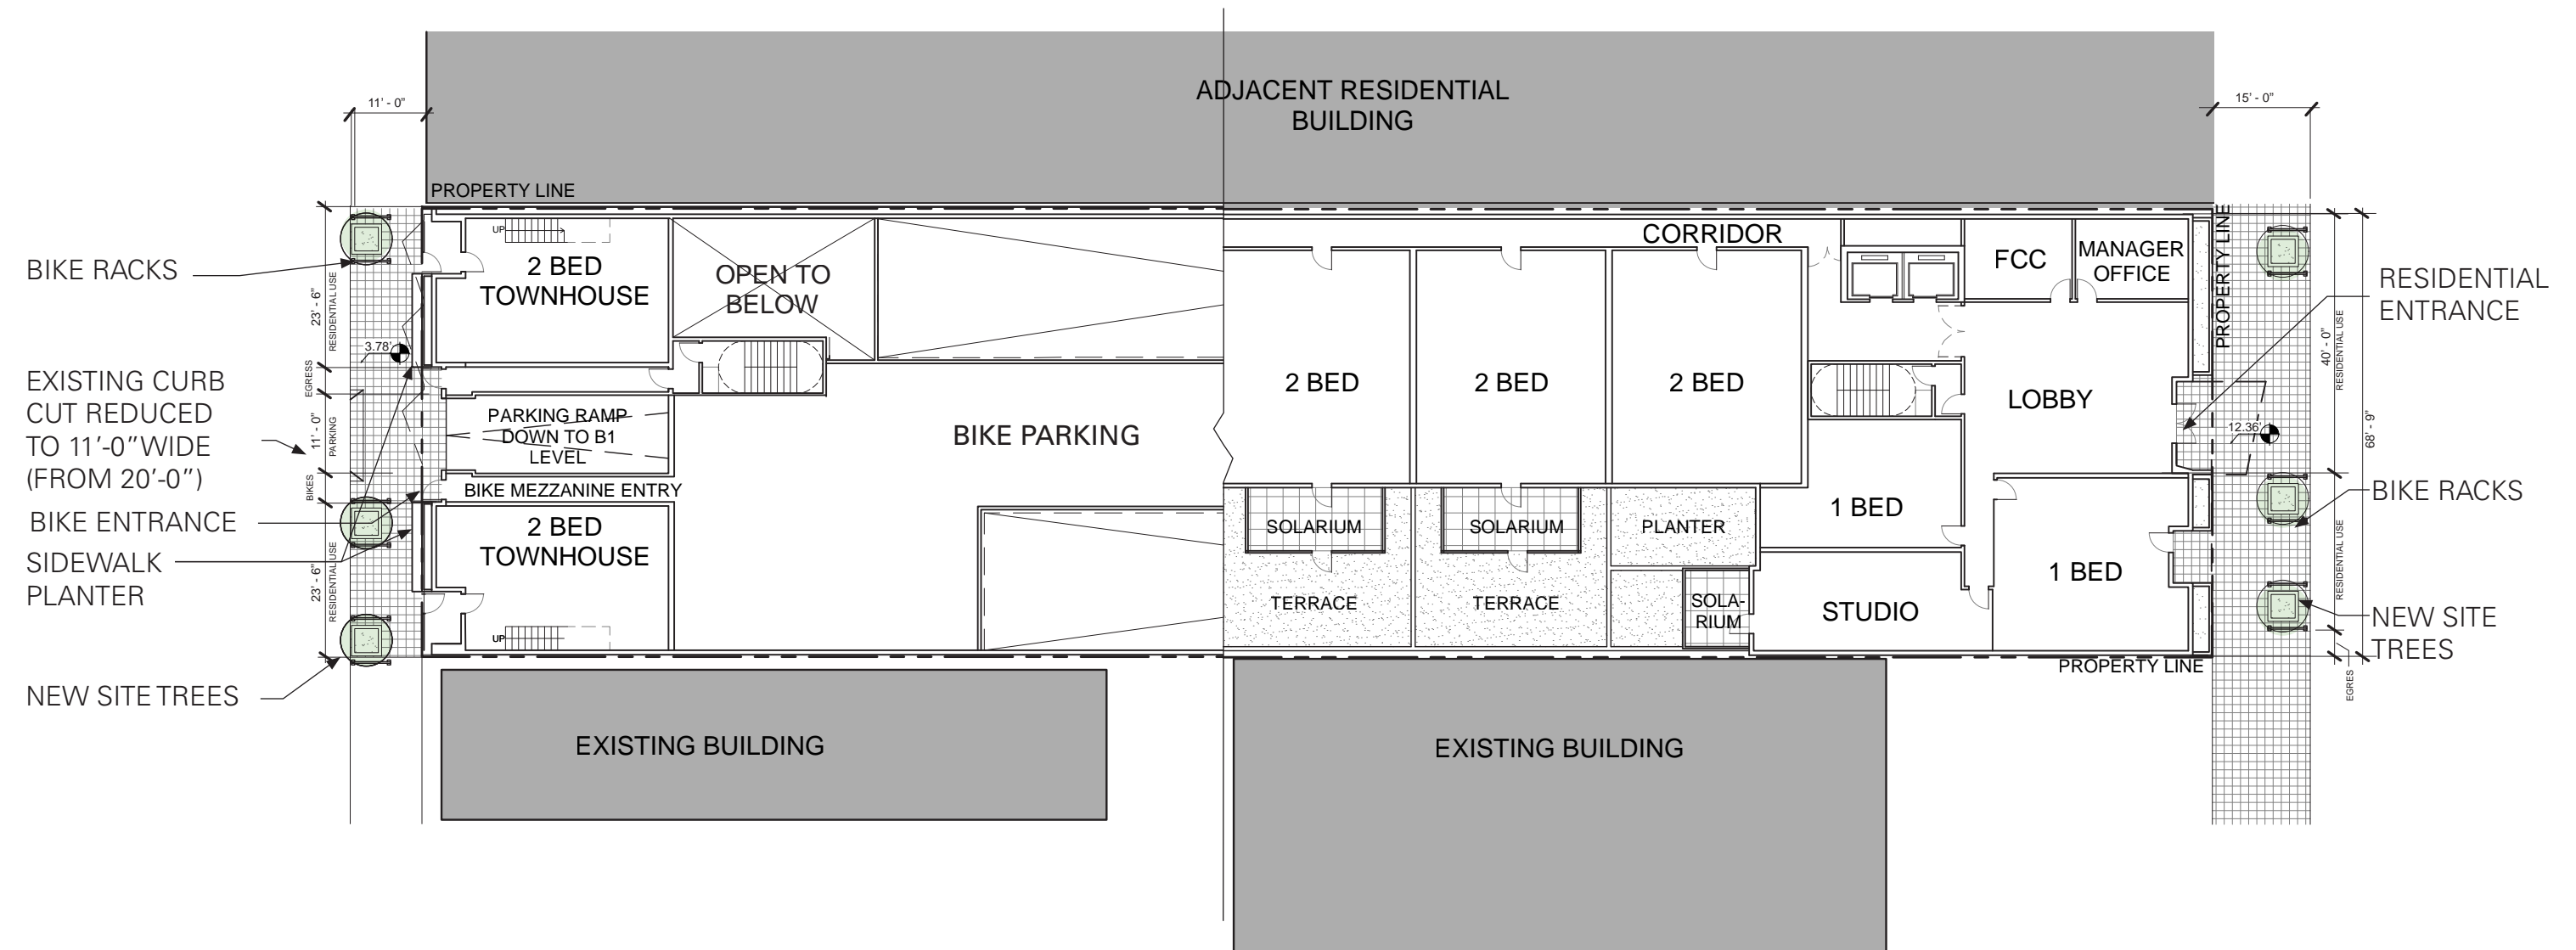 ADJACENT RESIDENTIAL
BUILDING
11' - 0"
15' - 0"
PROPERTY LINE
BIKE RACKS
EXISTING CURB
CUT REDUCED
TO 11'-0" WIDE
(FROM 20'-0")
BIKE ENTRANCE
SIDEWALK
PLANTER
NEW SITE TREES
23' - 6"
RESIDENTIAL USE
3.78'
EGRESS
11' - 0"
PARKING
BIKES
23' - 6"
RESIDENTIAL USE
UP
2 BED
TOWNHOUSE
OPEN TO
BELOW
PARKING RAMP
DOWN TO B1
LEVEL
BIKE MEZZANINE ENTRY
2 BED
TOWNHOUSE
UP
BIKE PARKING
CORRIDOR
2 BED
2 BED
2 BED
SOLARIUM
SOLARIUM
PLANTER
TERRACE
TERRACE
SOLA-
RIUM
FCC
MANAGER
OFFICE
LOBBY
1 BED
STUDIO
1 BED
PROPERTY LINE
12.36'
40' - 0"
RESIDENTIAL USE
68' - 9"
RESIDENTIAL USE
EGRES
RESIDENTIAL
ENTRANCE
BIKE RACKS
NEW SITE
TREES
PROPERTY LINE
EXISTING BUILDING
EXISTING BUILDING